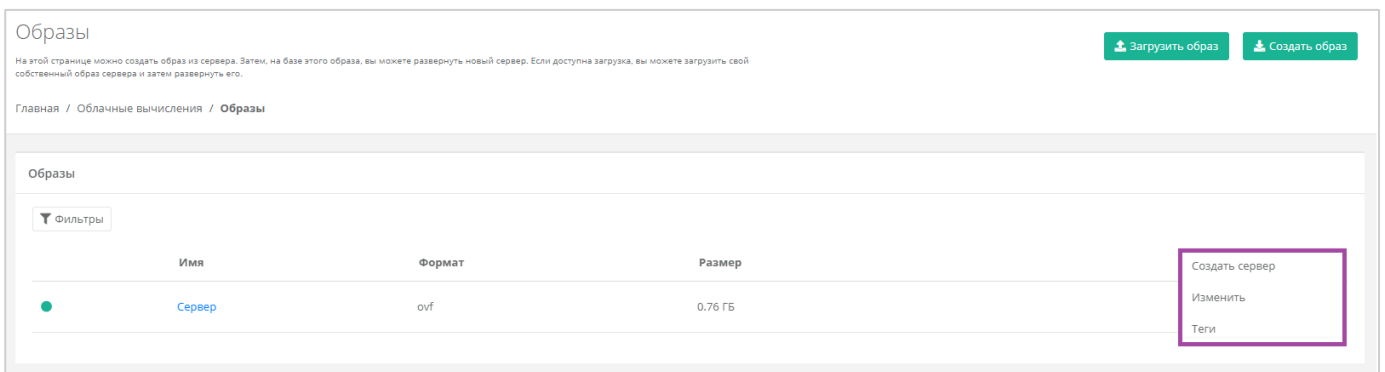 Образы
Загрузить образ
Создать образ
На этой странице можно создать образ из сервера. Затем, на базе этого образа, вы можете развернуть новый сервер. Если доступна загрузка, вы можете загрузить свой
собственный образ сервера и затем развернуть его.
Главная / Облачные вычисления / Образы
Образы
Фильтры
Имя Формат Размер
Создать сервер
Сервер ovf 0.76 ГБ
Изменить
Теги